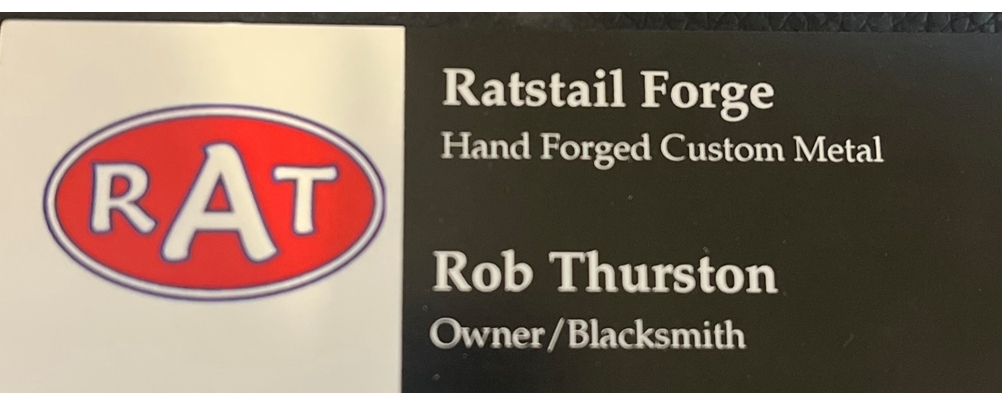 RAT
Ratstail Forge
Hand Forged Custom Metal
Rob Thurston
Owner/Blacksmith